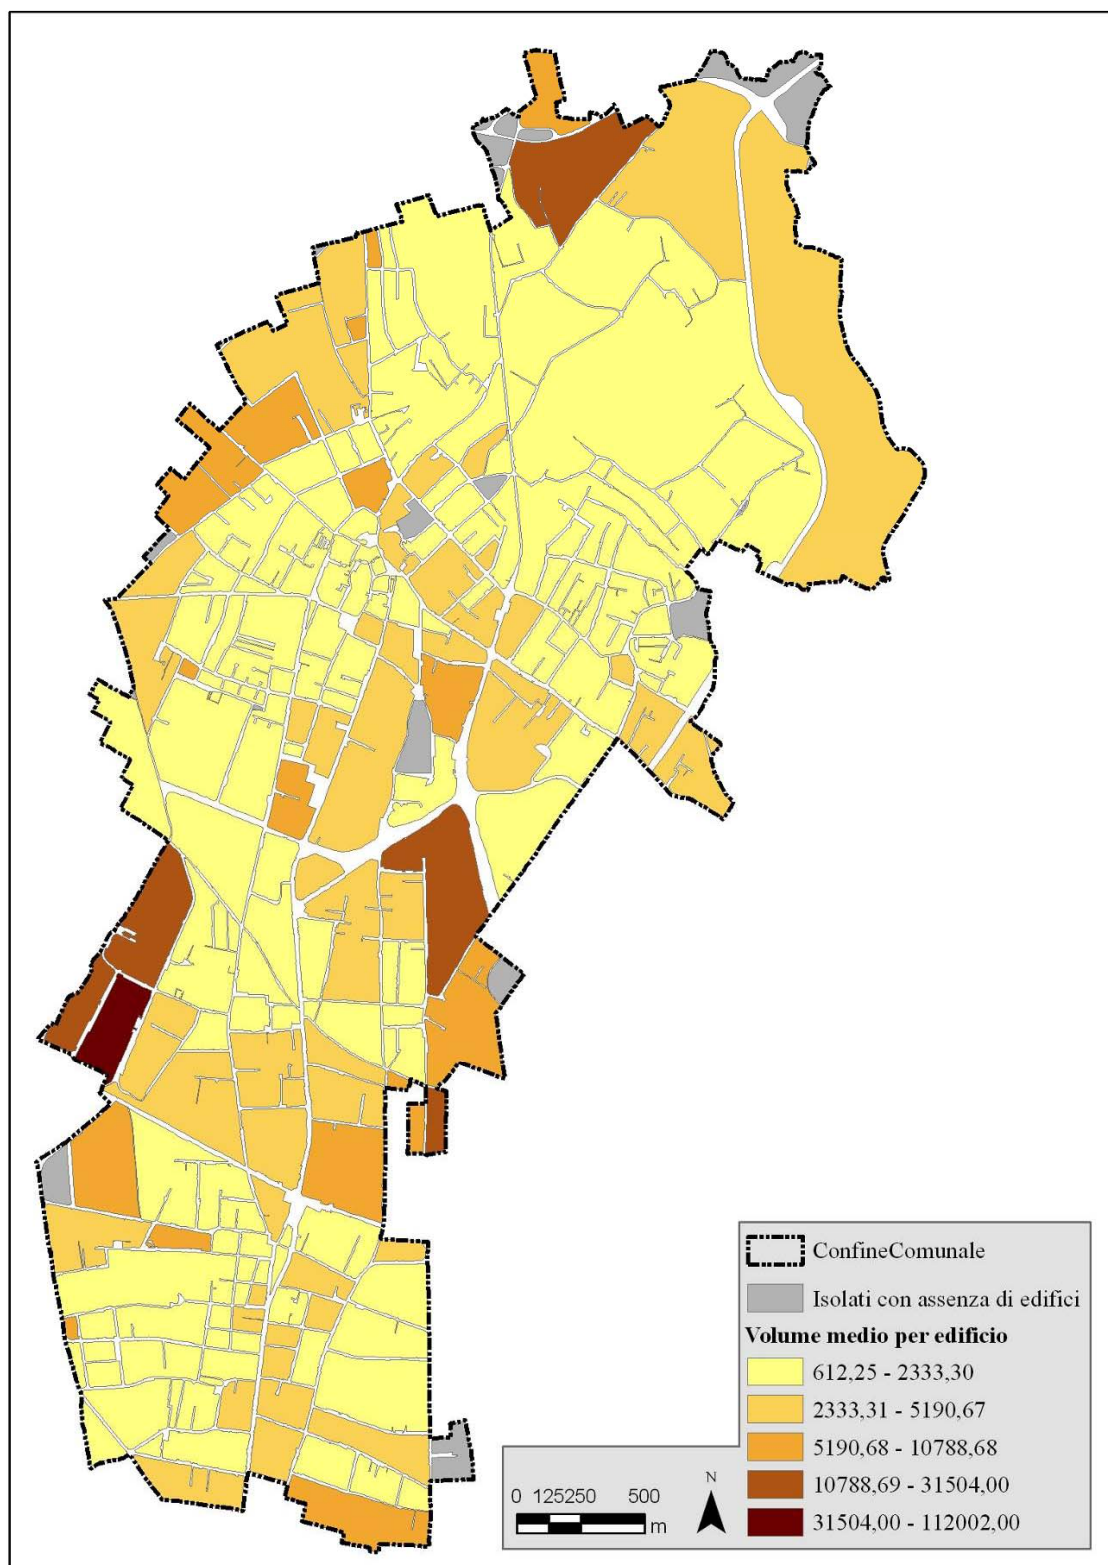 ConfineComunale
Isolati con assenza di edifici
Volume medio per edificio
612,25 - 2333,30
2333,31 - 5190,67
5190,68 - 10788,68
10788,69 - 31504,00
31504,00 - 112002,00
N
0 125250 500
m